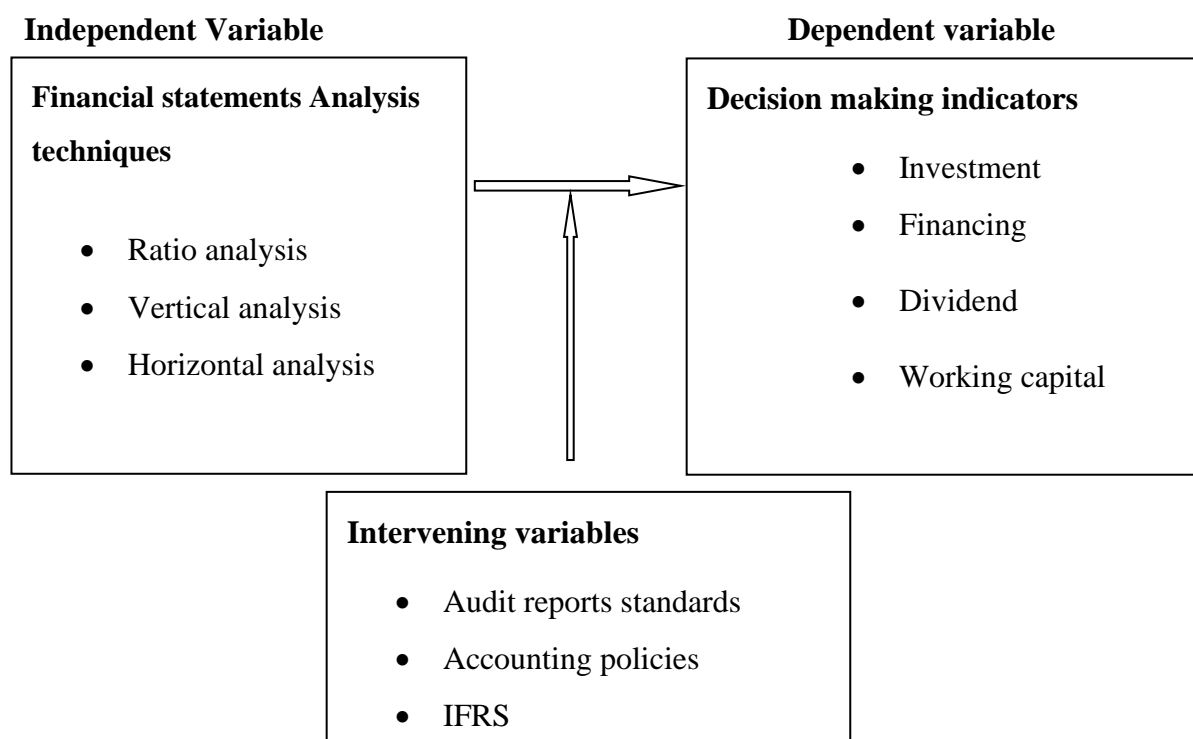 Independent Variable
Dependent variable
Financial statements Analysis
techniques
• Ratio analysis
• Vertical analysis
• Horizontal analysis
Decision making indicators
• Investment
• Financing
• Dividend
• Working capital
Intervening variables
• Audit reports standards
• Accounting policies
• IFRS